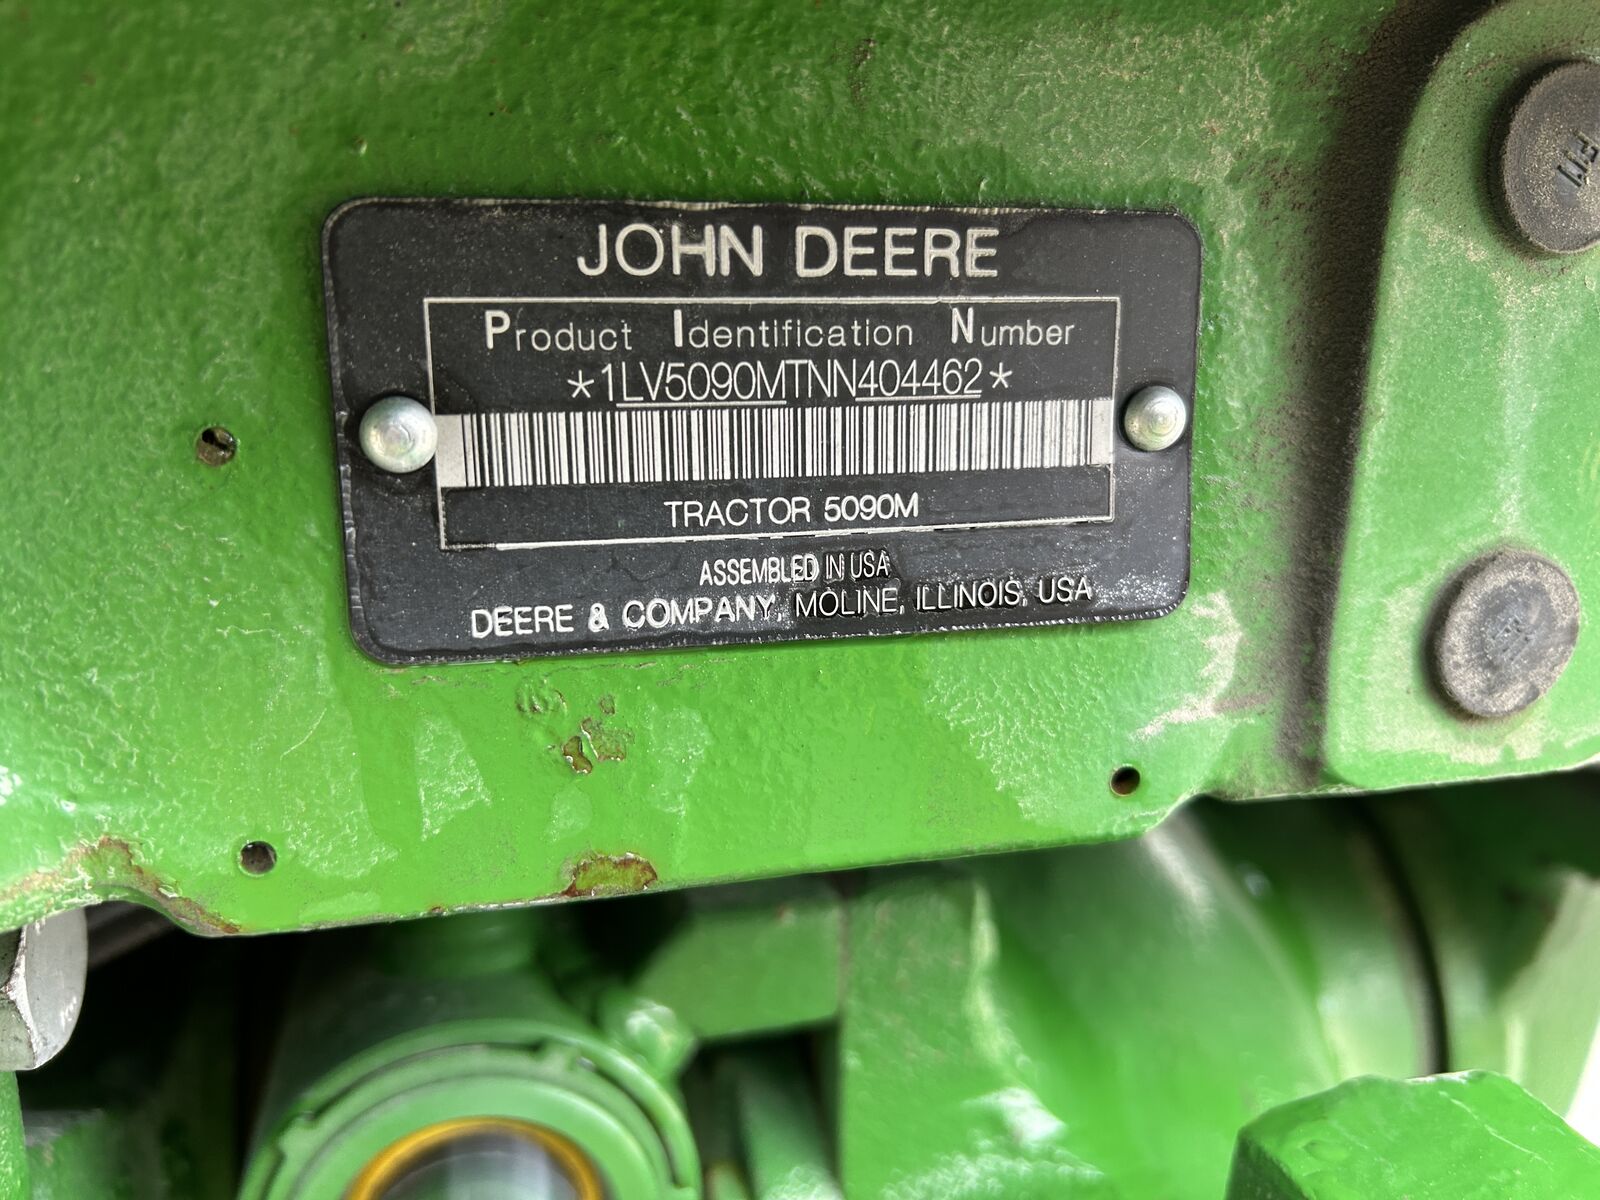 JOHN DEERE
Product Identification Number
*1LV5090MTNN404462*
TRACTOR 5090M
ASSEMBLED IN USA
DEERE & COMPANY, MOLINE, ILLINOIS, USA